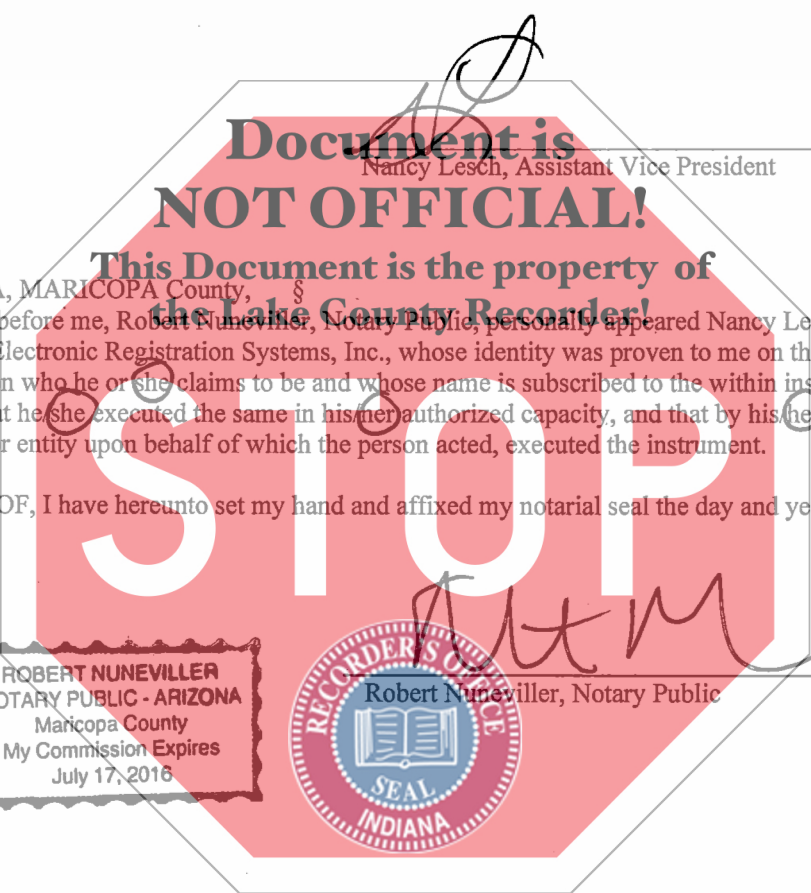 Document is
Nancy Lesch, Assistant Vice President
NOT OFFICIAL!
This Document is the property of
A, MARICOPA County, §
the Lake County Recorder!
before me, Robert Nuneviller, Notary Public, personally appeared Nancy Le
Electronic Registration Systems, Inc., whose identity was proven to me on th
n who he or she claims to be and whose name is subscribed to the within ins
t he/she executed the same in his/her authorized capacity, and that by his/he
r entity upon behalf of which the person acted, executed the instrument.
OF, I have hereunto set my hand and affixed my notarial seal the day and ye
STOP
Robert Nuneviller, Notary Public
ROBERT NUNEVILLER
OTARY PUBLIC - ARIZONA
Maricopa County
My Commission Expires
July 17, 2016
RECORDER'S OFFICE
SEAL
INDIANA